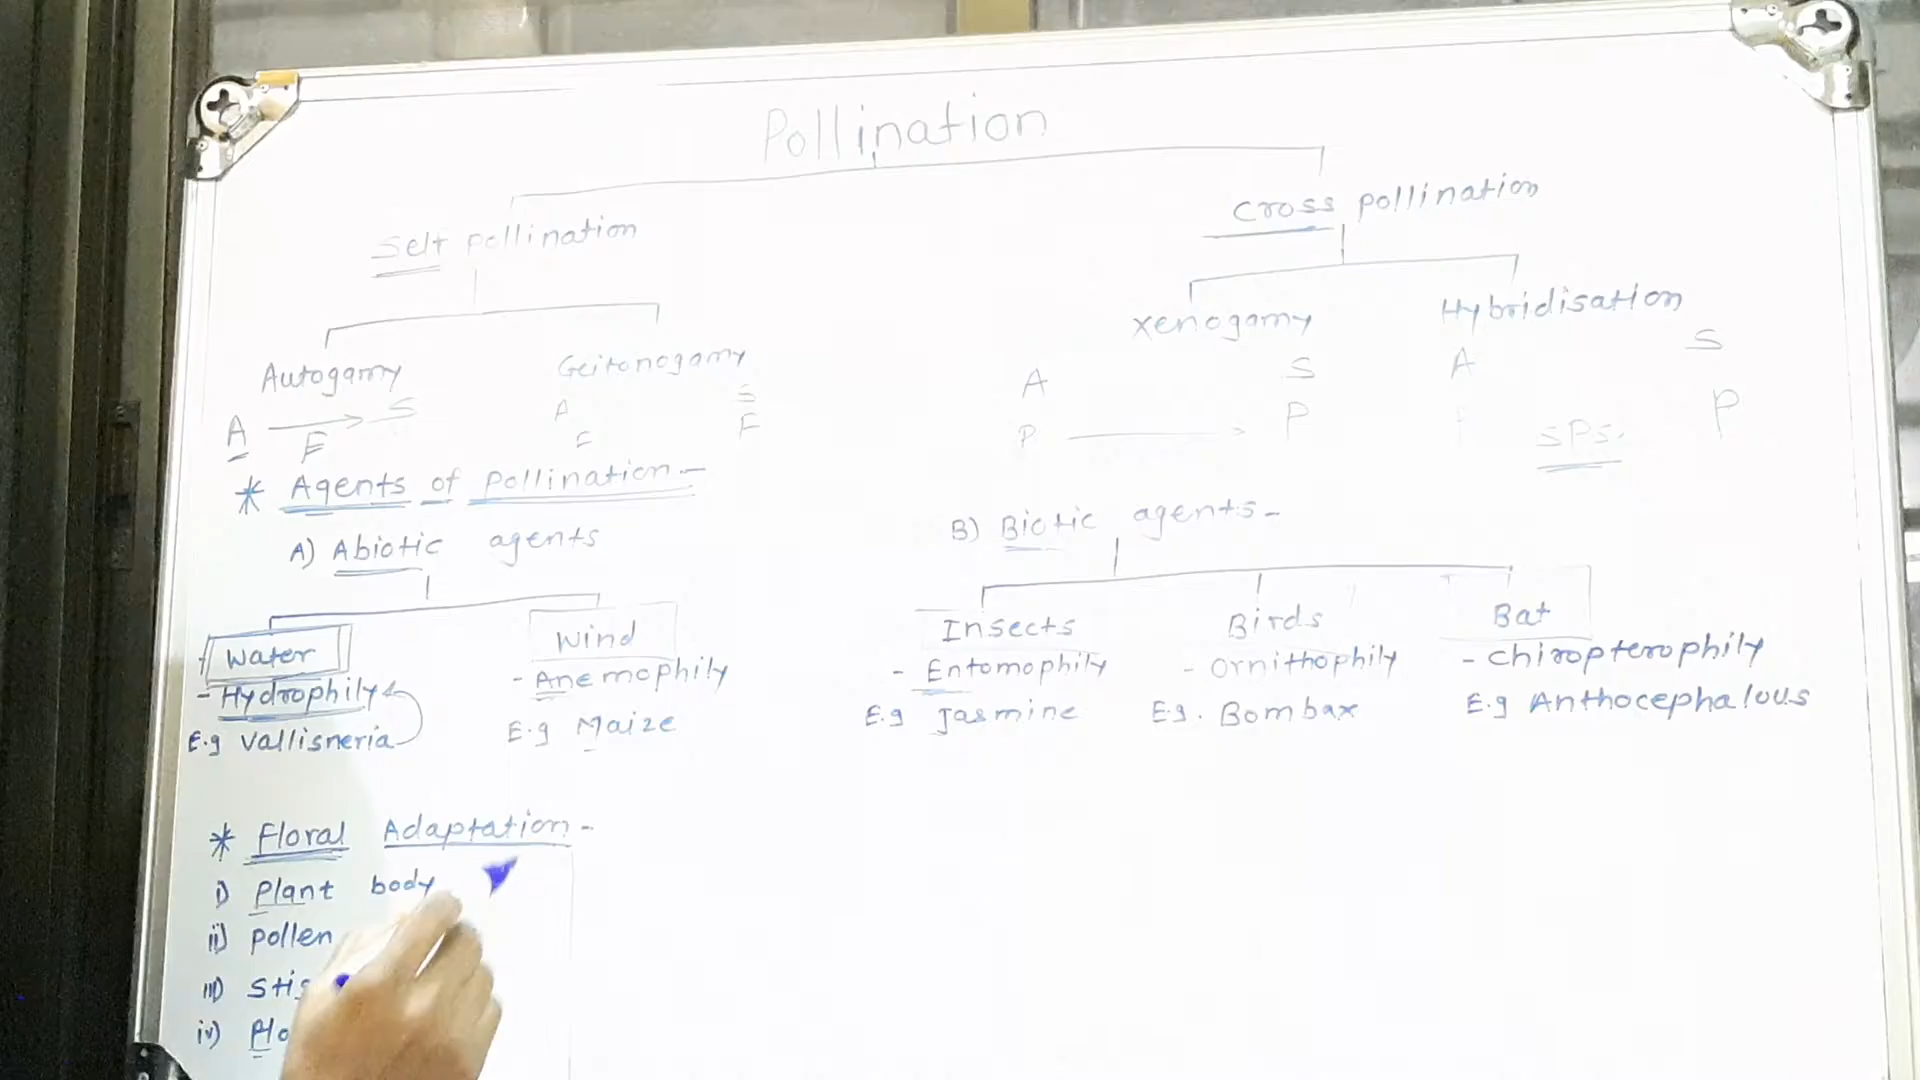 Pollination
Self pollination
Cross pollination
Autogamy
Geitonogamy
Xenogamy
Hybridisation
A S
F
A S
F F
A S
P P
A S
SPS. P
* Agents of pollination -
A) Abiotic agents
B) Biotic agents -
Water
- Hydrophily
E.g Vallisneria
Wind
- Anemophily
E.g Maize
Insects
- Entomophily
E.g Jasmine
Birds
- Ornithophily
E.g. Bombax
Bat
- Chiropterophily
E.g Anthocephalous
* Floral Adaptation -
i) Plant body
ii) pollen
iii)
iv)